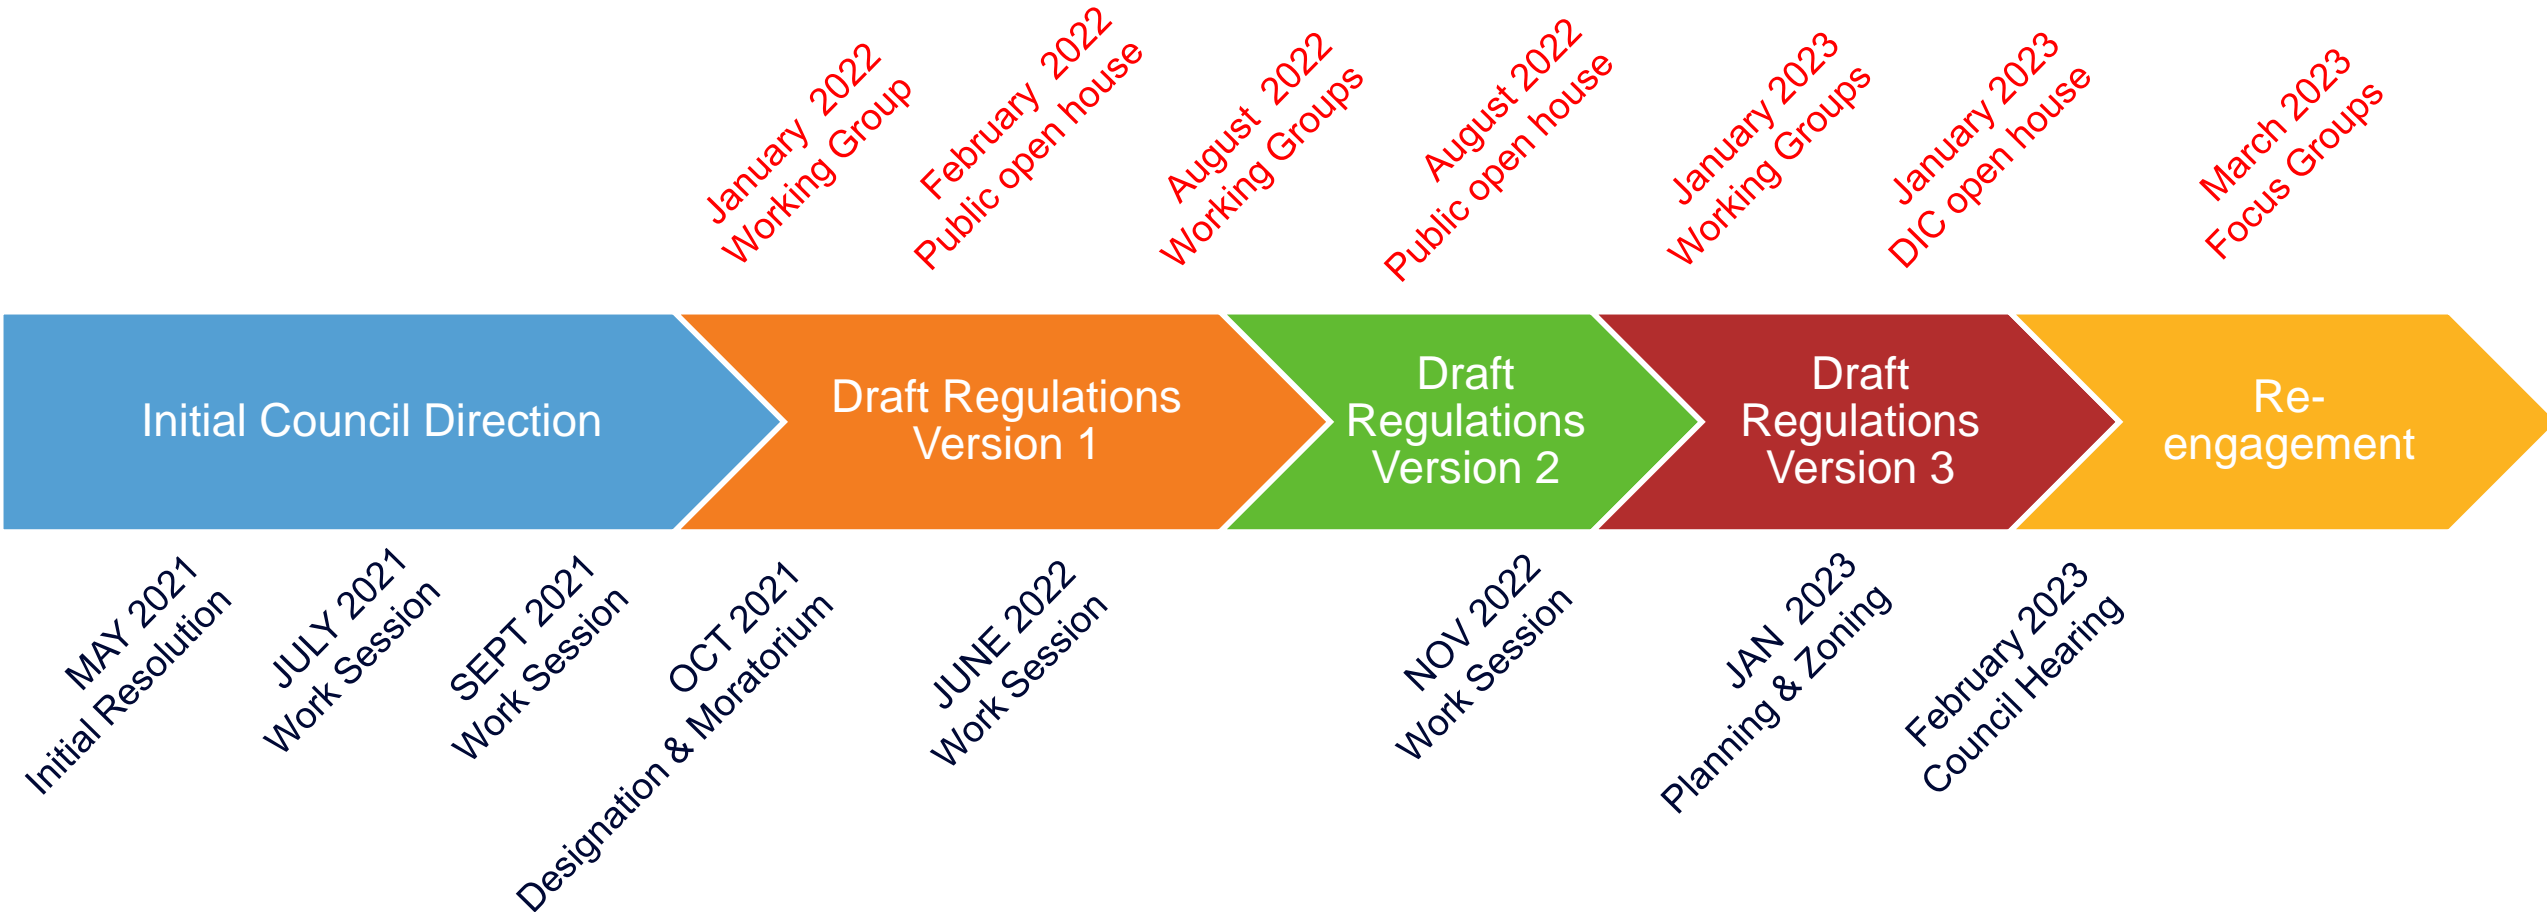 January 2022
Working Group
February 2022
Public open house
August 2022
Working Groups
August 2022
Public open house
January 2023
Working Groups
January 2023
DIC open house
March 2023
Focus Groups
Initial Council Direction
Draft Regulations
Version 1
Draft
Regulations
Version 2
Draft
Regulations
Version 3
Re-
engagement
MAY 2021
Initial Resolution
JULY 2021
Work Session
SEPT 2021
Work Session
OCT 2021
Designation & Moratorium
JUNE 2022
Work Session
NOV 2022
Work Session
JAN 2023
Planning & Zoning
February 2023
Council Hearing